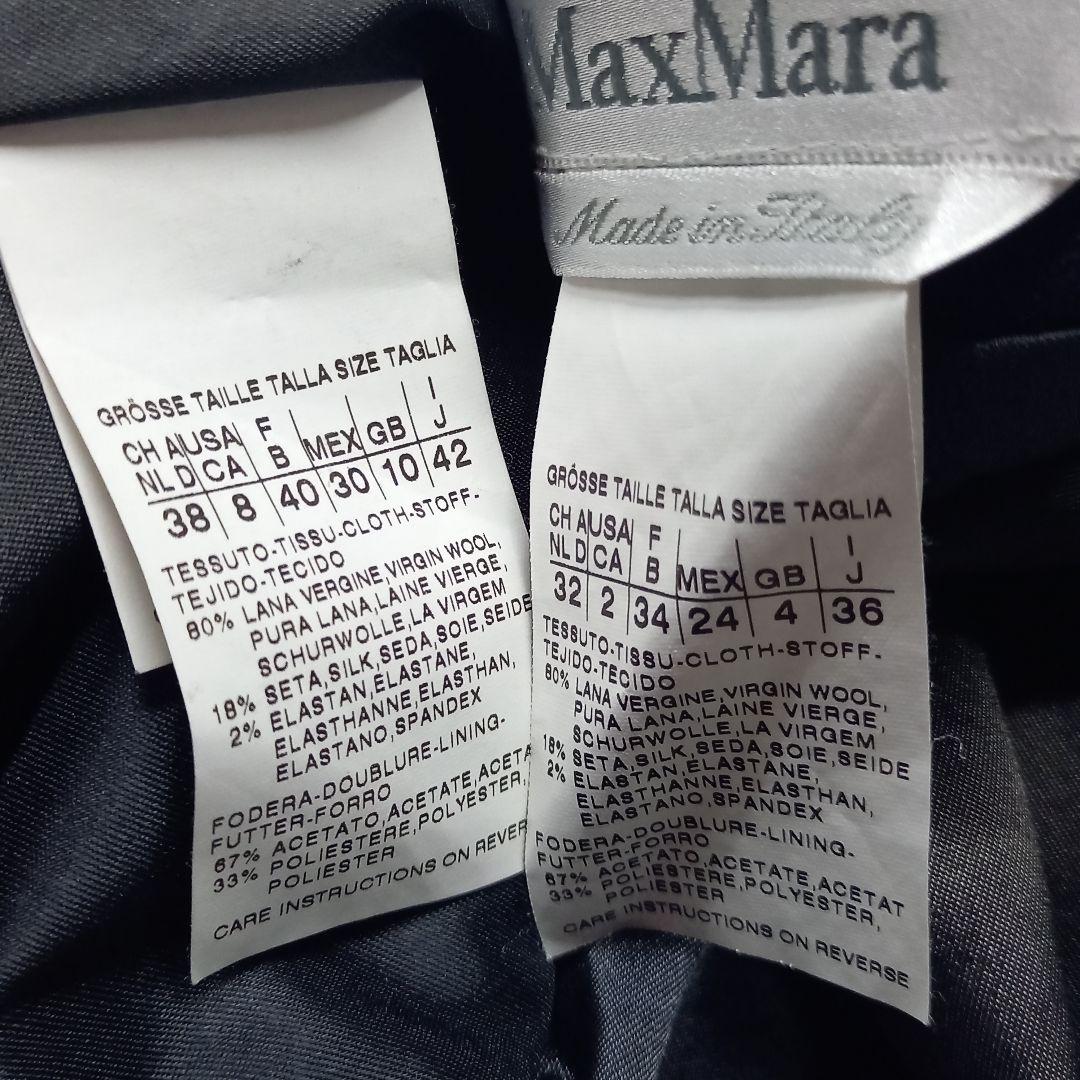 MaxMara
Made in Italy
GRÖSSE TAILLE TALLA SIZE TAGLIA
CH A USA F MEX GB I
NL D CA B J
38 8 40 30 10 42
TESSUTO-TISSU-CLOTH-STOFF-
TEJIDO-TECIDO
80% LANA VERGINE,VIRGIN WOOL,
PURA LANA,LAINE VIERGE,
SCHURWOLLE,LA VIRGEM
18% SETA,SILK,SEDA,SOIE,SEIDE
2% ELASTAN,ELASTANE,
ELASTHANNE,ELASTHAN,
ELASTANO,SPANDEX
FODERA-DOUBLURE-LINING-
FUTTER-FORRO
67% ACETATO,ACETATE,ACETA
33% POLIESTERE,POLYESTER,
POLIESTER
CARE INSTRUCTIONS ON REVER
GRÖSSE TAILLE TALLA SIZE TAGLIA
CH A USA F MEX GB I
NL D CA B J
32 2 34 24 4 36
TESSUTO-TISSU-CLOTH-STOFF-
TEJIDO-TECIDO
80% LANA VERGINE,VIRGIN WOOL,
PURA LANA,LAINE VIERGE,
SCHURWOLLE,LA VIRGEM
18% SETA,SILK,SEDA,SOIE,SEIDE
2% ELASTAN,ELASTANE,
ELASTHANNE,ELASTHAN,
ELASTANO,SPANDEX
FODERA-DOUBLURE-LINING-
FUTTER-FORRO
67% ACETATO,ACETATE,ACETAT
33% POLIESTERE,POLYESTER,
POLIESTER
CARE INSTRUCTIONS ON REVERSE